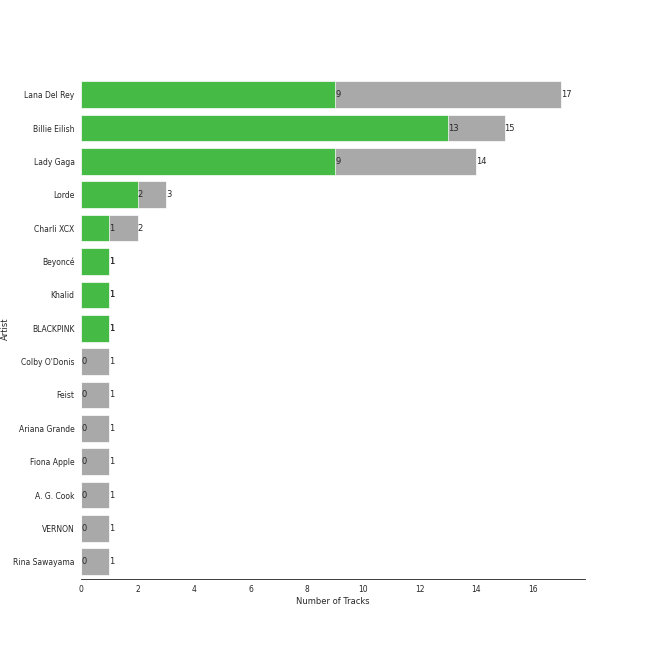 Lana Del Rey 9 17
Billie Eilish 13 15
Lady Gaga 9 14
Lorde 2 3
Charli XCX 1 2
Beyoncé 1
Khalid 1
BLACKPINK 1
Colby O'Donis 0 1
Feist 0 1
Ariana Grande 0 1
Fiona Apple 0 1
A. G. Cook 0 1
VERNON 0 1
Rina Sawayama 0 1
Artist
0 2 4 6 8 10 12 14 16
Number of Tracks